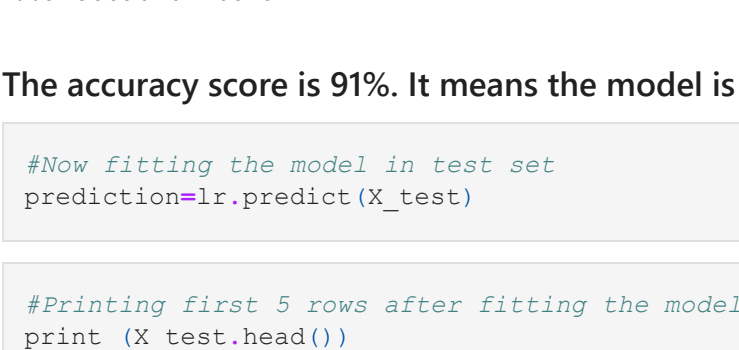 The accuracy score is 91%. It means the model is
#Now fitting the model in test set
prediction=lr.predict(X_test)
#Printing first 5 rows after fitting the model
print (X_test.head())